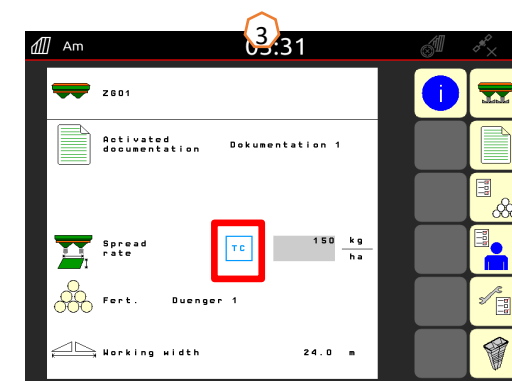 3
Am
03:31
i
ZG01
Activated
documentation
Dokumentation 1
Spread
rate
TC
150 kg
ha
Fert. Duenger 1
Working width 24.0 m